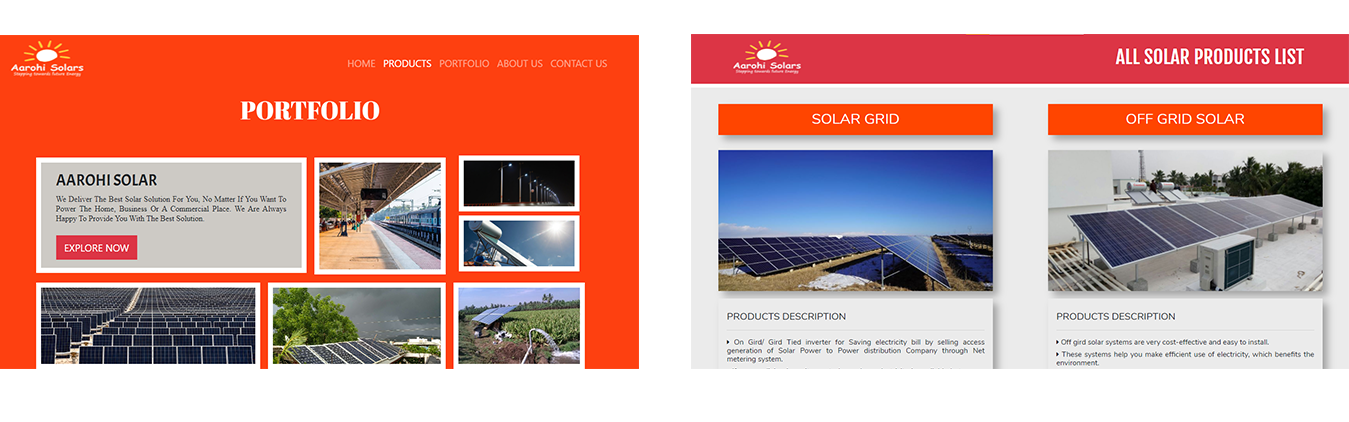 Aarohi Solars
Stepping towards future Energy
HOME PRODUCTS PORTFOLIO ABOUT US CONTACT US
PORTFOLIO
AAROHI SOLAR
We Deliver The Best Solar Solution For You, No Matter If You Want To
Power The Home, Business Or A Commercial Place. We Are Always
Happy To Provide You With The Best Solution.
EXPLORE NOW
Aarohi Solars
Stepping towards future Energy
ALL SOLAR PRODUCTS LIST
SOLAR GRID
PRODUCTS DESCRIPTION
On Gird/ Gird Tied inverter for Saving electricity bill by selling access
generation of Solar Power to Power distribution Company through Net
metering system.
OFF GRID SOLAR
PRODUCTS DESCRIPTION
Off gird solar systems are very cost-effective and easy to install.
These systems help you make efficient use of electricity, which benefits the
environment.